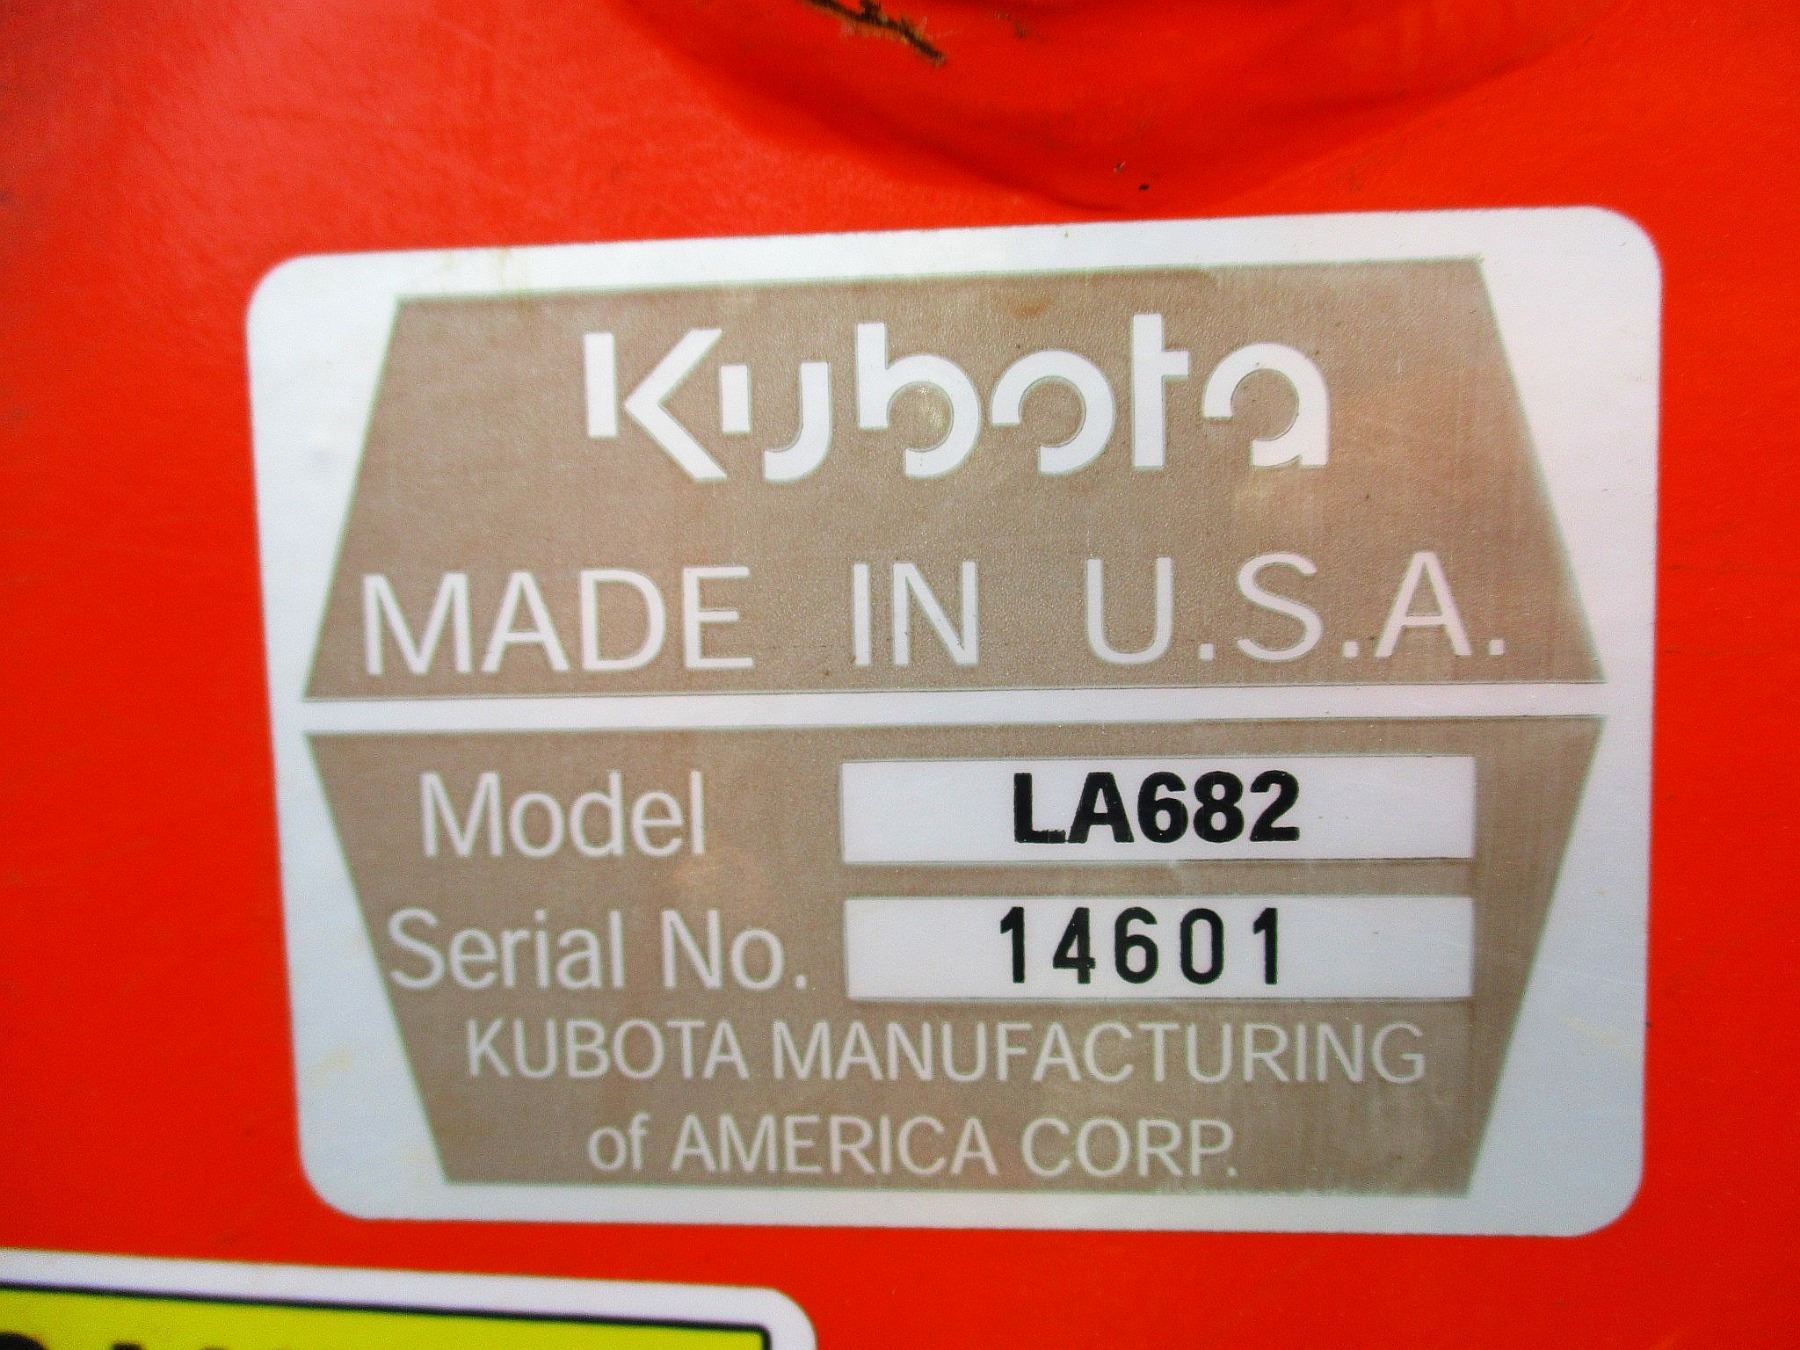 Kubota
MADE IN U.S.A.
Model LA682
Serial No. 14601
KUBOTA MANUFACTURING
of AMERICA CORP.